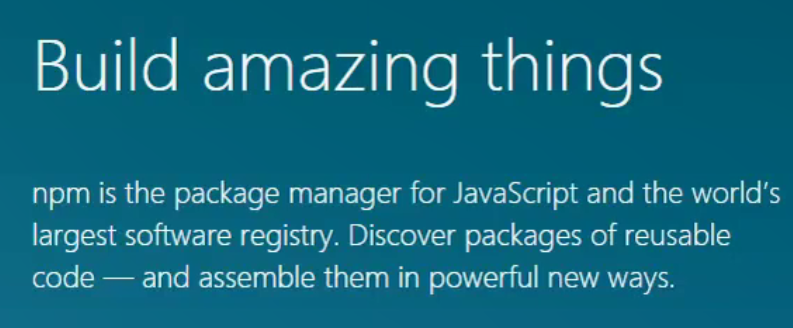 Build amazing things
npm is the package manager for JavaScript and the world's
largest software registry. Discover packages of reusable
code — and assemble them in powerful new ways.